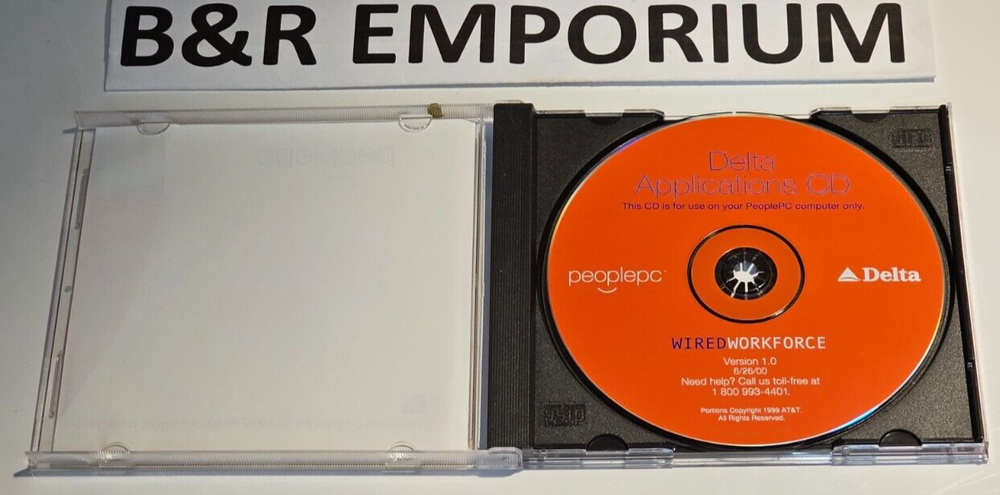 B&R EMPORIUM
Delta
Applications CD
This CD is for use on your PeoplePC computer only.
peoplepc™
Delta
WIREDWORKFORCE
Version 1.0
6/26/00
Need help? Call us toll-free at
1 800 993-4401.
Portions Copyright 1999 AT&T.
All Rights Reserved.